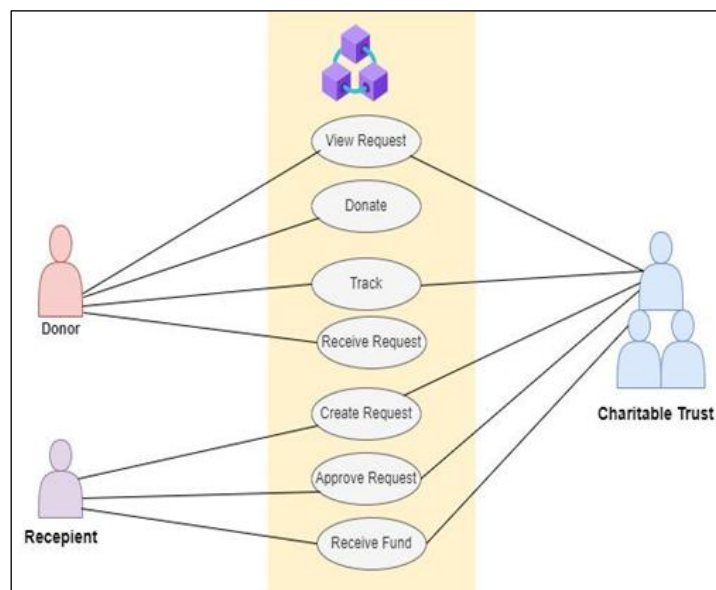 View Request
Donate
Track
Donor
Receive Request
Create Request
Charitable Trust
Approve Request
Recepient
Receive Fund